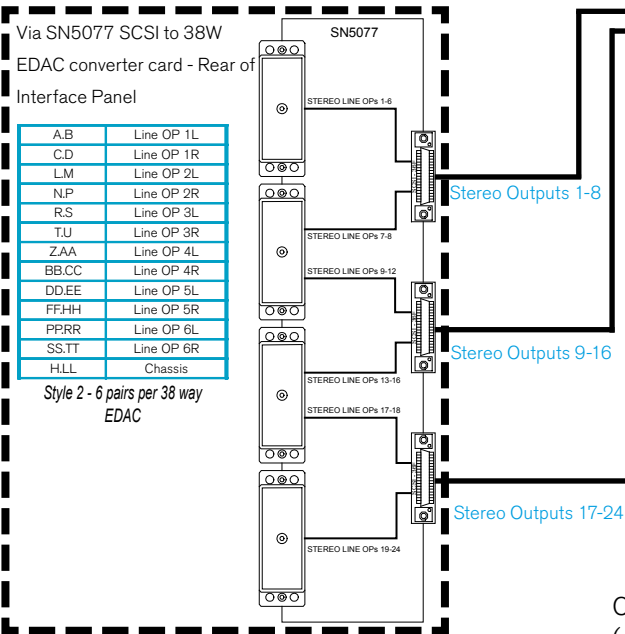 Via SN5077 SCSI to 38W
EDAC converter card - Rear of
Interface Panel
A.B Line OP 1L
C.D Line OP 1R
L.M Line OP 2L
N.P Line OP 2R
R.S Line OP 3L
T.U Line OP 3R
Z.AA Line OP 4L
BB.CC Line OP 4R
DD.EE Line OP 5L
FF.HH Line OP 5R
PP.RR Line OP 6L
SS.TT Line OP 6R
H.LL Chassis
Style 2 - 6 pairs per 38 way
EDAC
SN5077
STEREO LINE OPs 1-6
STEREO LINE OPs 7-8
STEREO LINE OPs 9-12
STEREO LINE OPs 13-16
STEREO LINE OPs 17-18
STEREO LINE OPs 19-24
Stereo Outputs 1-8
Stereo Outputs 9-16
Stereo Outputs 17-24